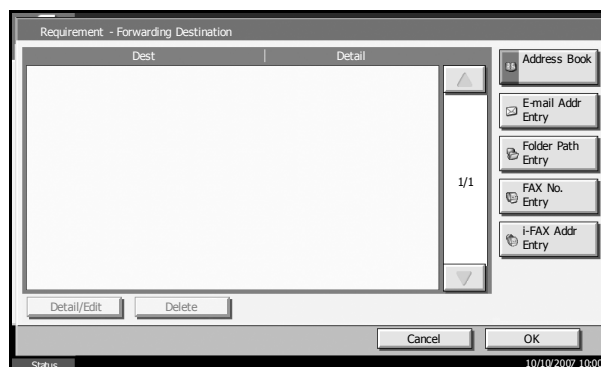 Requirement - Forwarding Destination
Dest | Detail
Address Book
E-mail Addr
Entry
Folder Path
Entry
1/1
FAX No.
Entry
i-FAX Addr
Entry
Detail/Edit Delete
Cancel OK
Status 10/10/2007 10:00